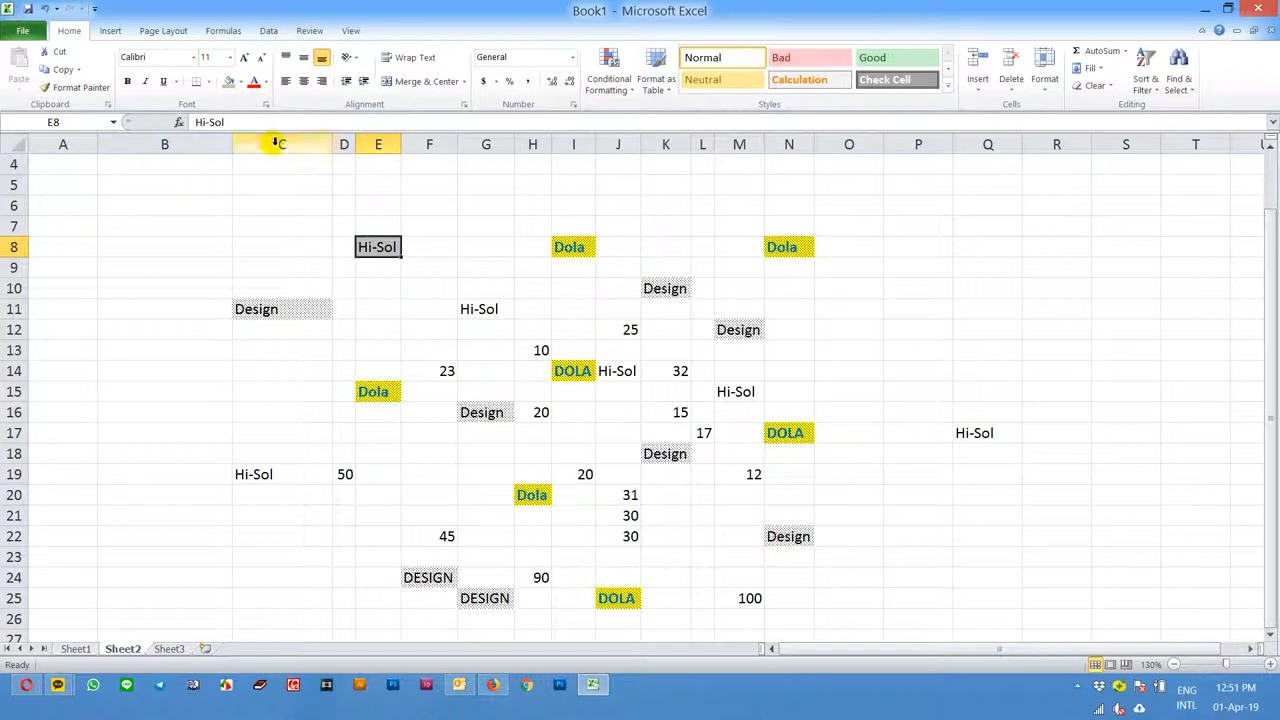 Book1 - Microsoft Excel
File Home Insert Page Layout Formulas Data Review View
Cut
Copy
Format Painter
Paste
Clipboard
Calibri 11
Font
Wrap Text
Merge & Center
Alignment
General
Number
Conditional Formatting
Format as Table
Normal Bad Good
Neutral Calculation Check Cell
Styles
Insert Delete Format
Cells
AutoSum
Fill
Clear
Sort & Filter
Find & Select
Editing
E8 fx Hi-Sol
A B C D E F G H I J K L M N O P Q R S T
4
5
6
7
8 Hi-Sol Dola Dola
9
10 Design
11 Design Hi-Sol
12 25 Design
13 10
14 23 DOLA Hi-Sol 32
15 Dola Hi-Sol
16 Design 20 15
17 17 DOLA Hi-Sol
18 Design
19 Hi-Sol 50 20 12
20 Dola 31
21 30
22 45 30 Design
23
24 DESIGN 90
25 DESIGN DOLA 100
26
27
Sheet1 Sheet2 Sheet3
Ready 130%
ENG
INTL
12:51 PM
01-Apr-19